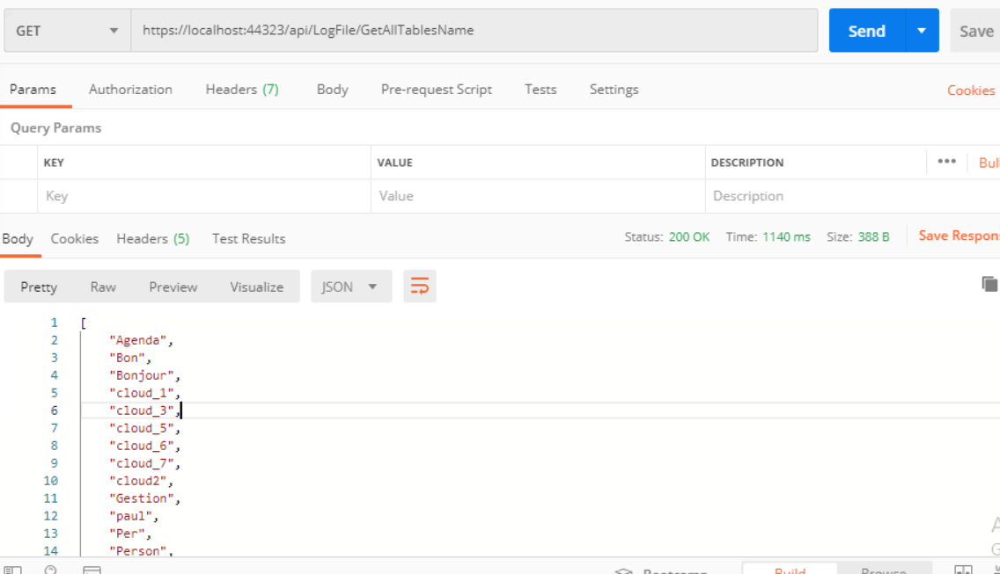 GET https://localhost:44323/api/LogFile/GetAllTablesName Send Save
Params Authorization Headers (7) Body Pre-request Script Tests Settings Cookies
Query Params
KEY VALUE DESCRIPTION ••• Bul
Key Value Description
Body Cookies Headers (5) Test Results Status: 200 OK Time: 1140 ms Size: 388 B Save Respon
Pretty Raw Preview Visualize JSON
1 [
2 "Agenda",
3 "Bon",
4 "Bonjour",
5 "cloud_1",
6 "cloud_3",
7 "cloud_5",
8 "cloud_6",
9 "cloud_7",
10 "cloud2",
11 "Gestion",
12 "paul",
13 "Per",
14 "Person",
A
G
Bootcamp Build Browse